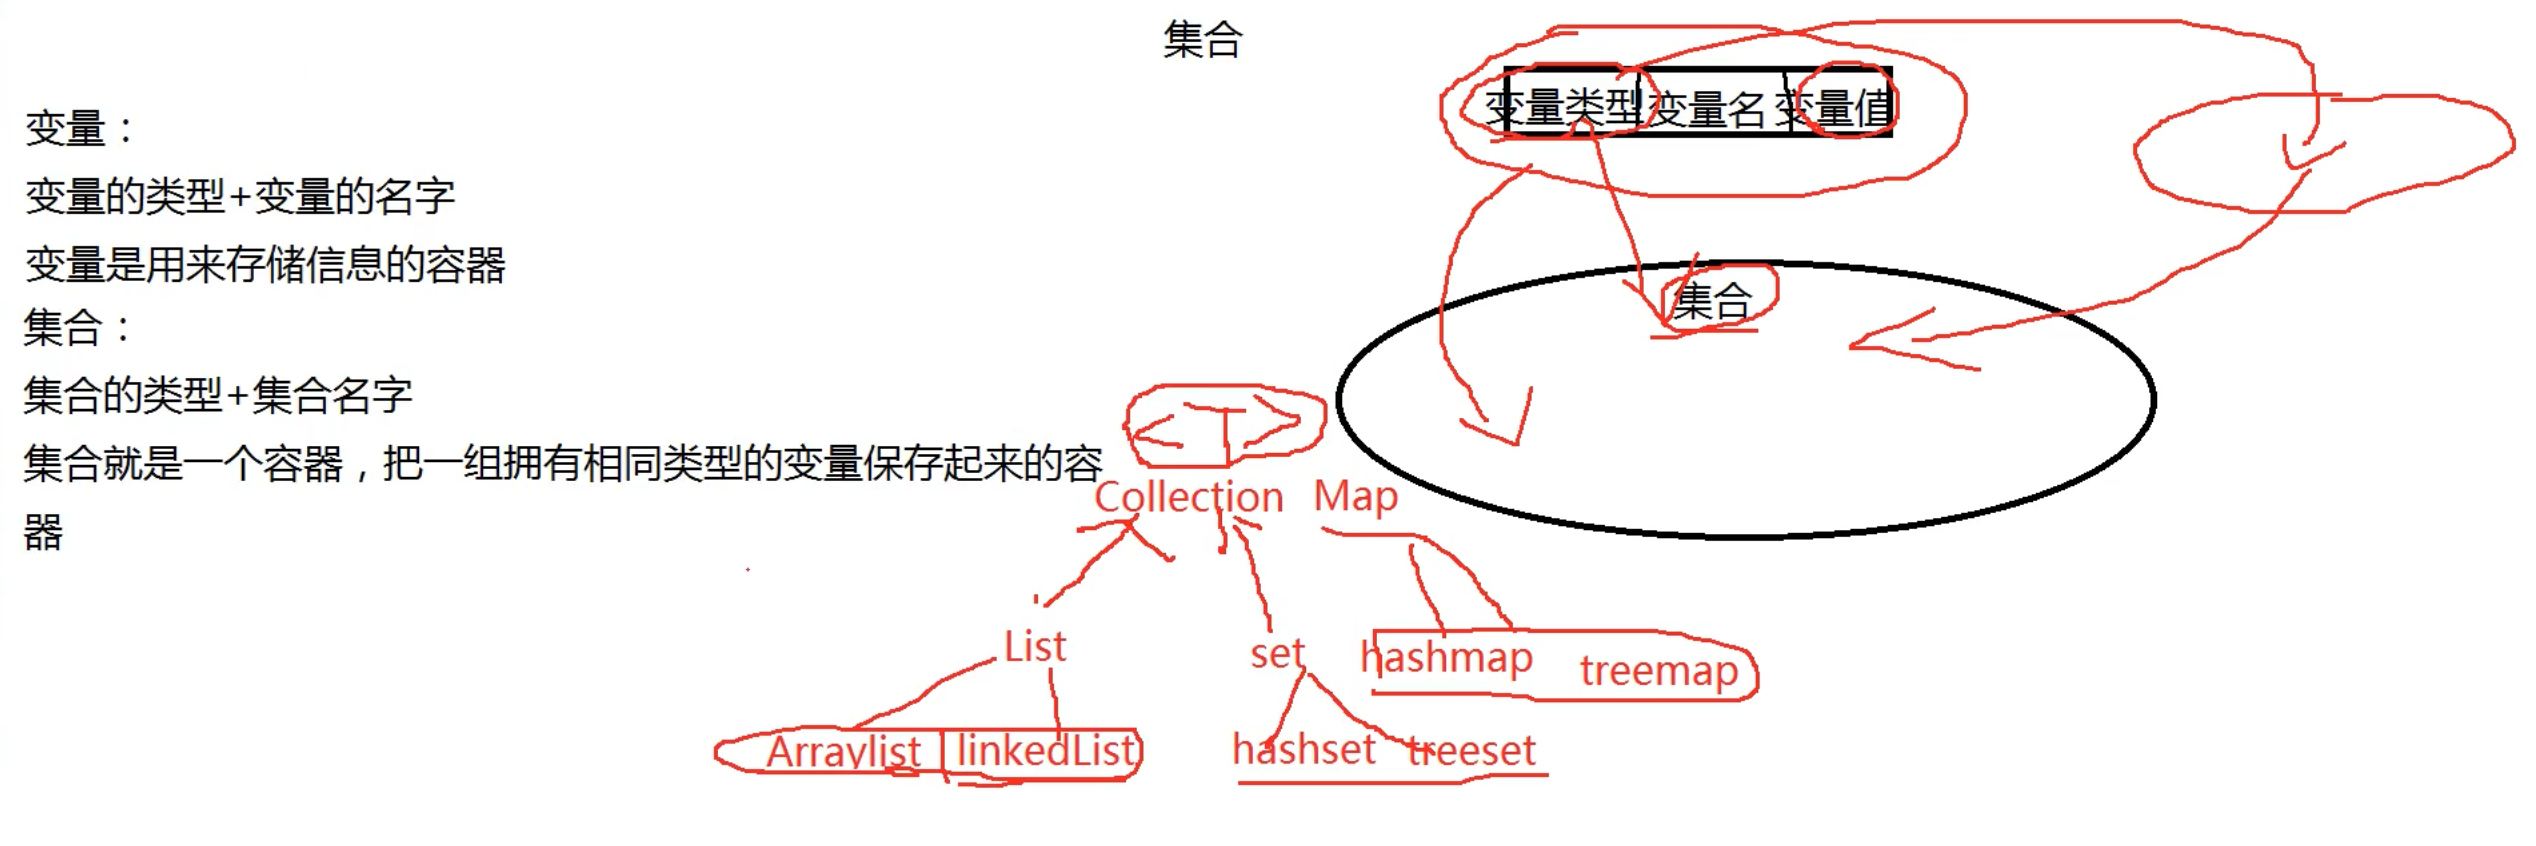 集合
变量类型 变量名 变量值
变量：
变量的类型+变量的名字
变量是用来存储信息的容器
集合：
集合的类型+集合名字
集合就是一个容器，把一组拥有相同类型的变量保存起来的容
器
集合
<T>
Collection Map
List set hashmap treemap
Arraylist linkedList hashset treeset